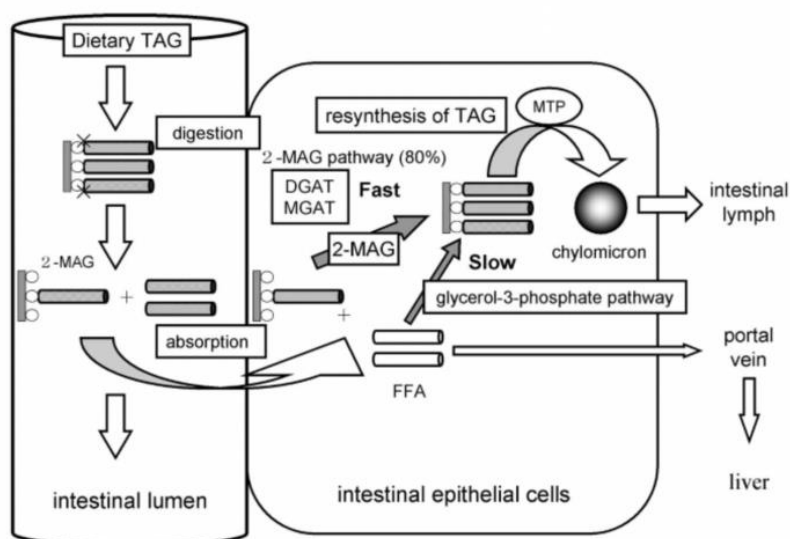 Dietary TAG
digestion
2-MAG
+
absorption
intestinal lumen
resynthesis of TAG
MTP
2-MAG pathway (80%)
DGAT
MGAT
Fast
2-MAG
+
Slow
glycerol-3-phosphate pathway
FFA
chylomicron
intestinal epithelial cells
intestinal
lymph
portal
vein
liver